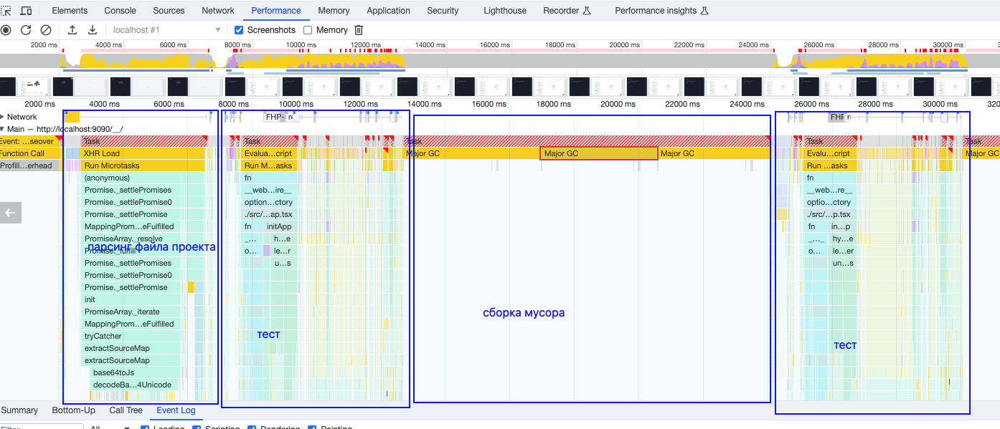 Elements Console Sources Network Performance Memory Application Security Lighthouse Recorder Performance insights
localhost #1 Screenshots Memory
2000 ms 4000 ms 6000 ms 8000 ms 10000 ms 12000 ms 14000 ms 16000 ms 18000 ms 20000 ms 22000 ms 24000 ms 26000 ms 28000 ms 30000 ms
2000 ms 4000 ms 6000 ms 8000 ms 10000 ms 12000 ms 14000 ms 16000 ms 18000 ms 20000 ms 22000 ms 24000 ms 26000 ms 28000 ms 30000 ms 320
Network FHP- FHF
Main — http://localhost:9090/__/
Event: …seover Task Task Task Task Task
Function Call XHR Load Evalua…cript Major GC Major GC Major GC Evalu…cript Major GC
Profili…erhead Run Microtasks Run M…asks Run …asks
(anonymous) fn fn
Promise._settlePromises __web…ire__ __web…re__
Promise._settlePromise0 option…ctory optio…ctory
Promise._settlePromise ./src/…ap.tsx ./src/…p.tsx
MappingProm…eFulfilled fn initApp fn in…p
PromiseArray._resolve _… h…e _…_ hy…e
парсинг файла проекта
Promise._fulfill o… le…r o… le…er
Promise._settlePromises u…s un…s
Promise._settlePromise0
Promise._settlePromise
init
PromiseArray._iterate
сборка мусора
MappingProm…eFulfilled
tryCatcher тест
extractSourceMap тест
extractSourceMap
base64toJs
decodeBa…4Unicode
Summary Bottom-Up Call Tree Event Log
Filter All Loading Scripting Rendering Painting